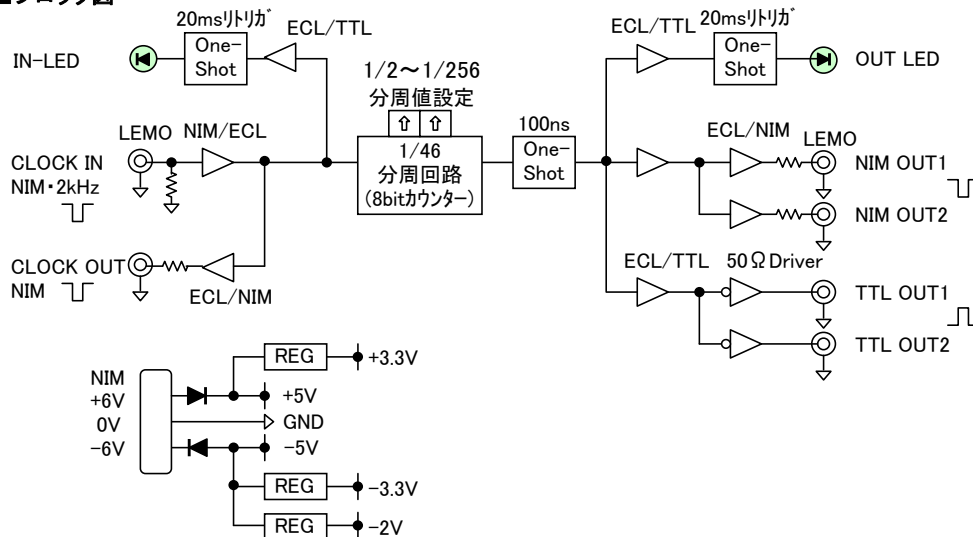 ■ブロック図
20msリトリガ
ECL/TTL
IN-LED
One-
Shot
1/2～1/256
分周値設定
LEMO
NIM/ECL
CLOCK IN
NIM・2kHz
1/46
分周回路
(8bitカウンター)
100ns
One-
Shot
CLOCK OUT
NIM
ECL/NIM
ECL/TTL
20msリトリガ
One-
Shot
OUT LED
ECL/NIM
LEMO
NIM OUT1
NIM OUT2
ECL/TTL
50Ω Driver
TTL OUT1
TTL OUT2
NIM
+6V
0V
-6V
REG
+3.3V
+5V
GND
-5V
REG
-3.3V
REG
-2V